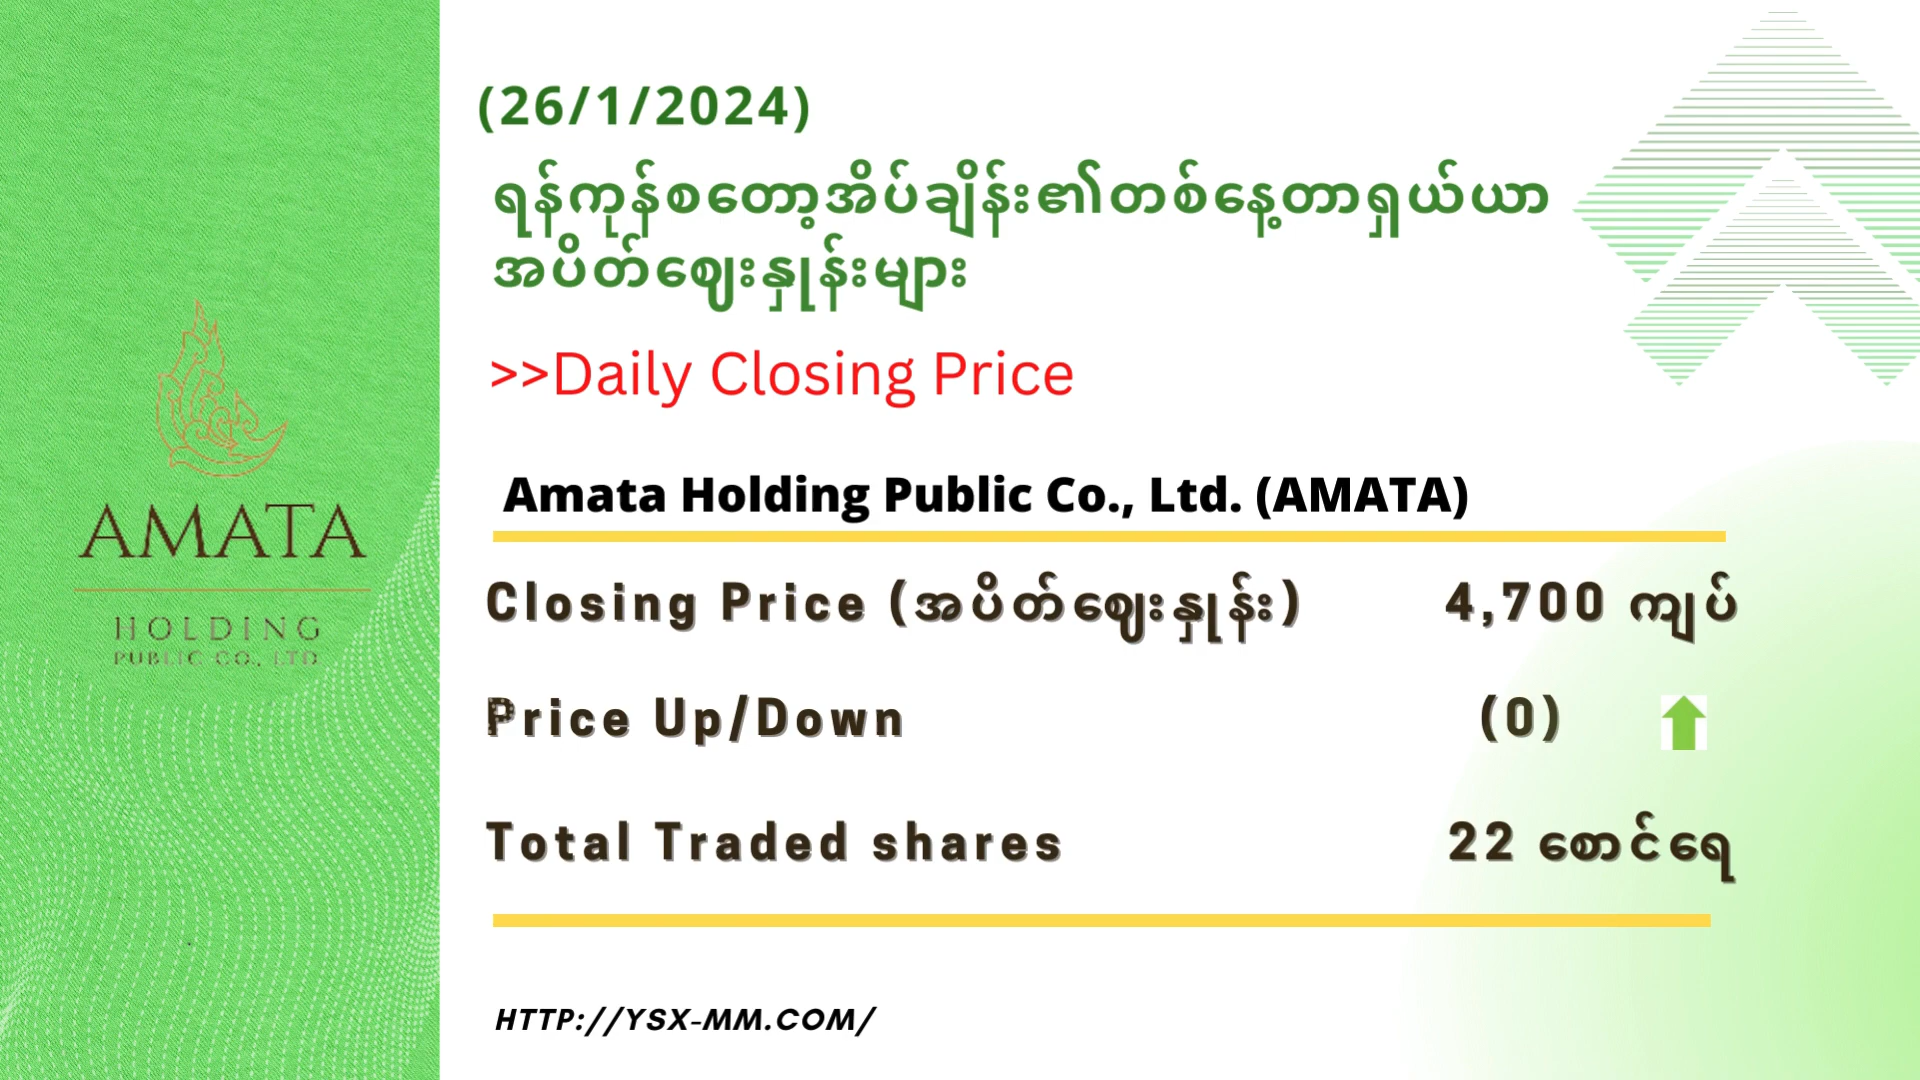 (26/1/2024)
ရန်ကုန်စတော့အိပ်ချိန်း၏တစ်နေ့တာရှယ်ယာ
အပိတ်ဈေးနှုန်းများ
>>Daily Closing Price
AMATA
HOLDING
PUBLIC CO., LTD
Amata Holding Public Co., Ltd. (AMATA)
Closing Price (အပိတ်ဈေးနှုန်း) 4,700 ကျပ်
Price Up/Down (0)
Total Traded shares 22 စောင်ရေ
HTTP://YSX-MM.COM/